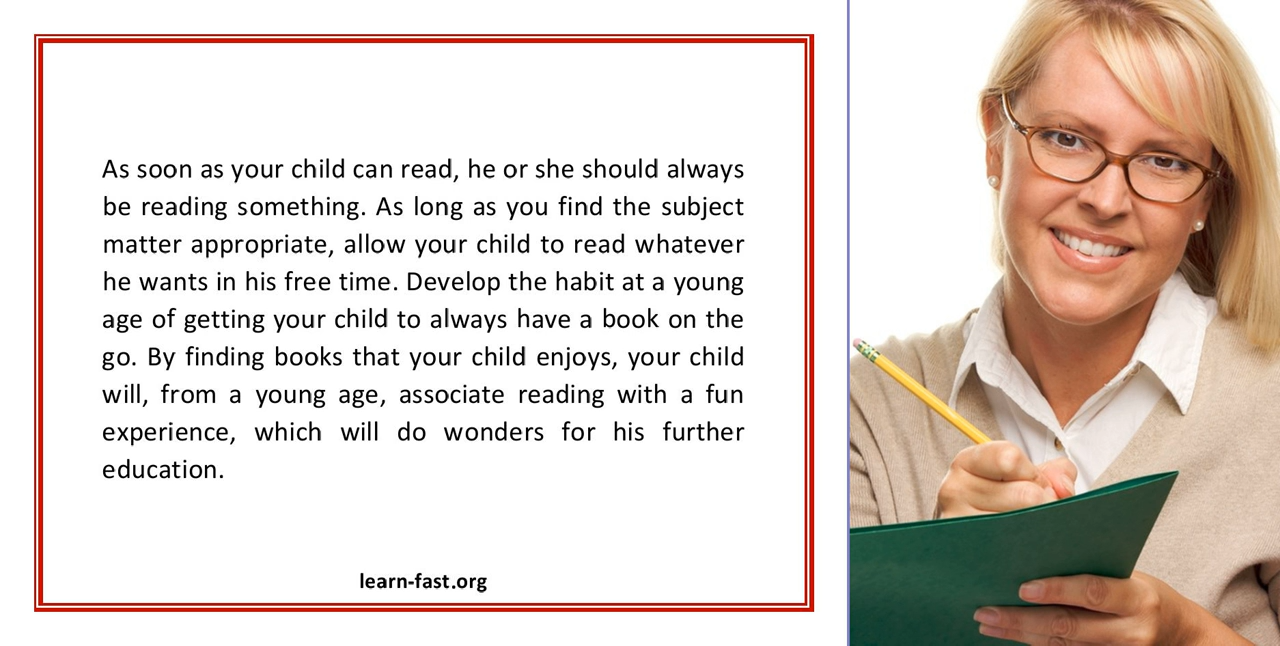 As soon as your child can read, he or she should always
be reading something. As long as you find the subject
matter appropriate, allow your child to read whatever
he wants in his free time. Develop the habit at a young
age of getting your child to always have a book on the
go. By finding books that your child enjoys, your child
will, from a young age, associate reading with a fun
experience, which will do wonders for his further
education.
learn-fast.org